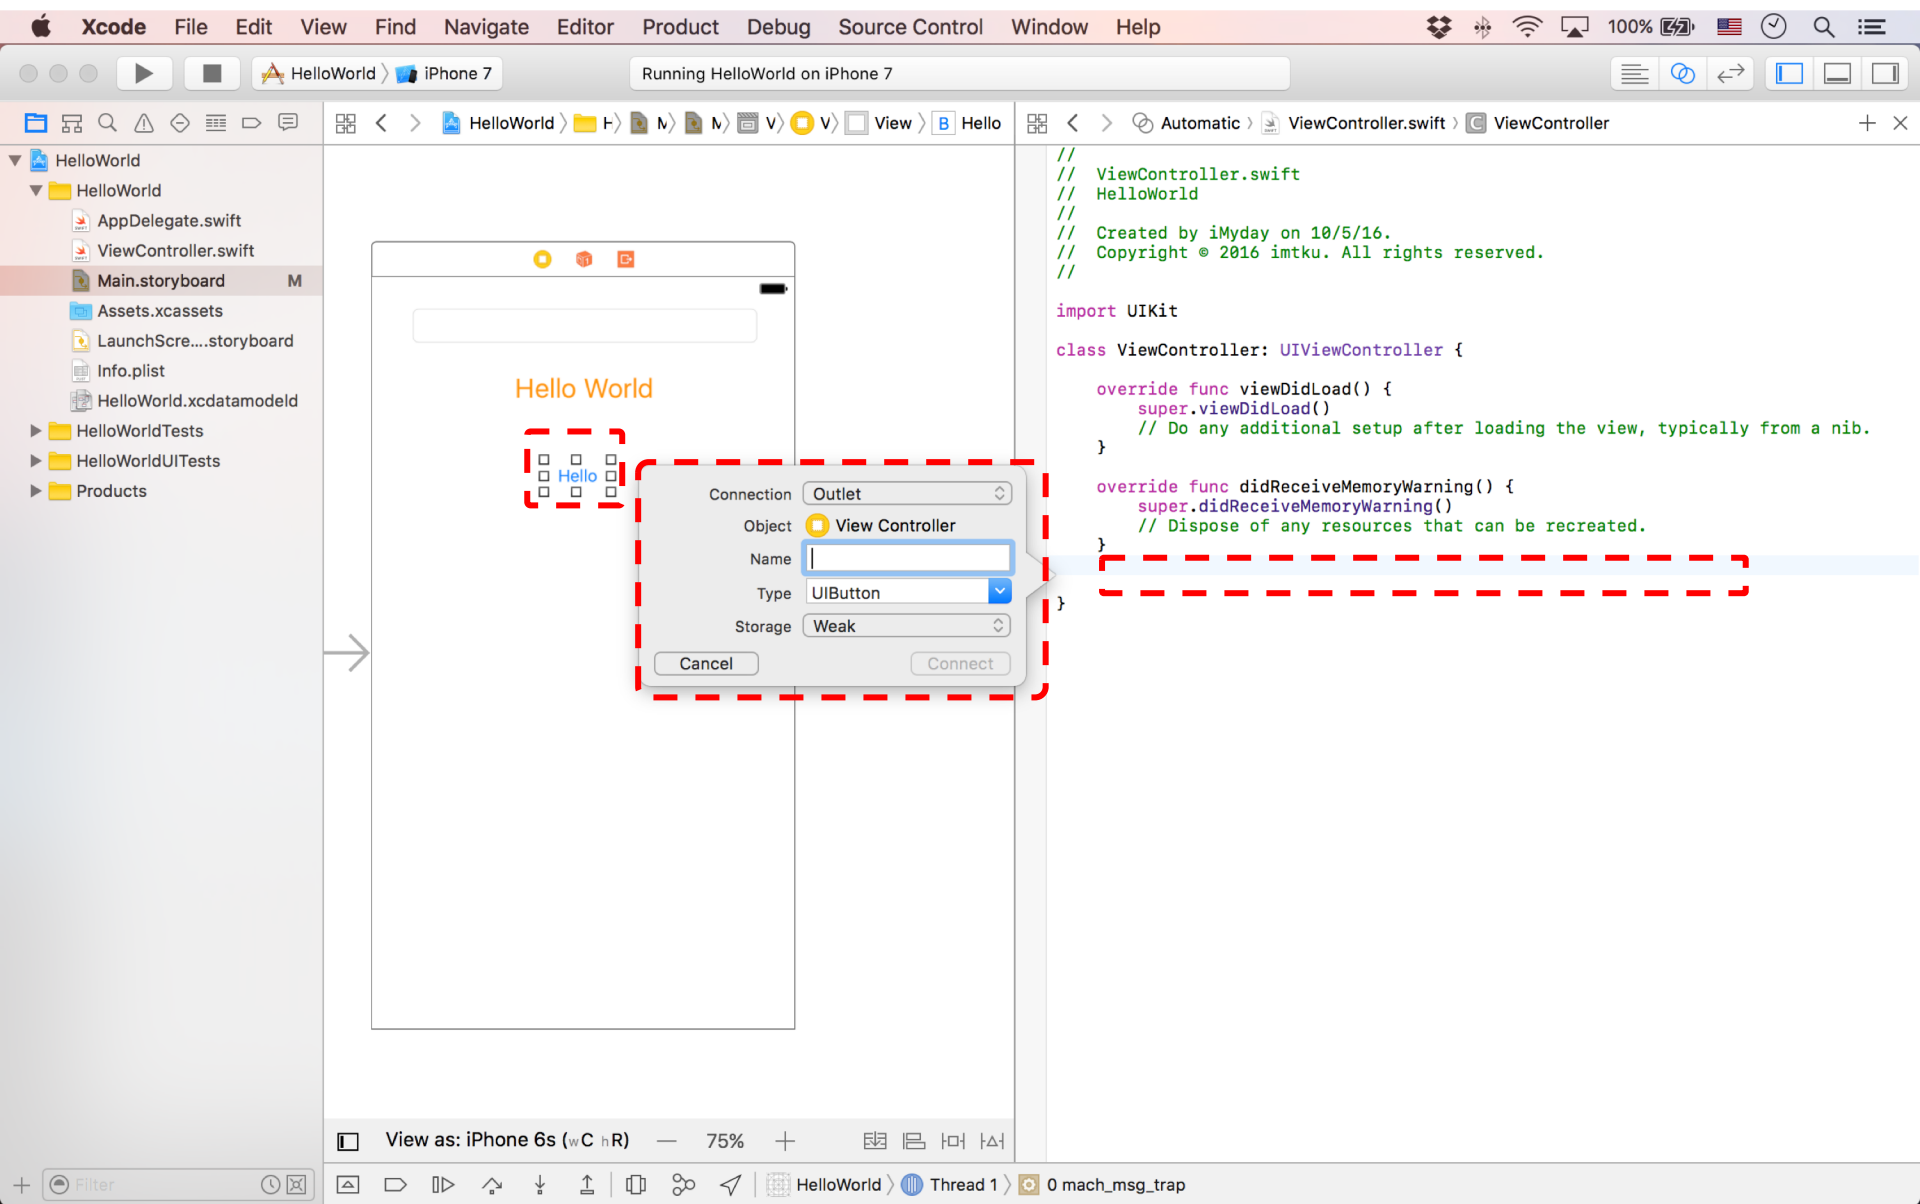 Xcode File Edit View Find Navigate Editor Product Debug Source Control Window Help 100%
HelloWorld iPhone 7 Running HelloWorld on iPhone 7
HelloWorld H M M V V View B Hello
Automatic ViewController.swift C ViewController
HelloWorld
HelloWorld
AppDelegate.swift
ViewController.swift
Main.storyboard M
Assets.xcassets
LaunchScre....storyboard
Info.plist
HelloWorld.xcdatamodeld
HelloWorldTests
HelloWorldUITests
Products
Hello World
Hello
Connection Outlet
Object View Controller
Name
Type UIButton
Storage Weak
Cancel Connect
//
// ViewController.swift
// HelloWorld
//
// Created by iMyday on 10/5/16.
// Copyright © 2016 imtku. All rights reserved.
//
import UIKit
class ViewController: UIViewController {
override func viewDidLoad() {
super.viewDidLoad()
// Do any additional setup after loading the view, typically from a nib.
}
override func didReceiveMemoryWarning() {
super.didReceiveMemoryWarning()
// Dispose of any resources that can be recreated.
}
}
View as: iPhone 6s (wC hR) — 75% +
Filter
HelloWorld Thread 1 0 mach_msg_trap